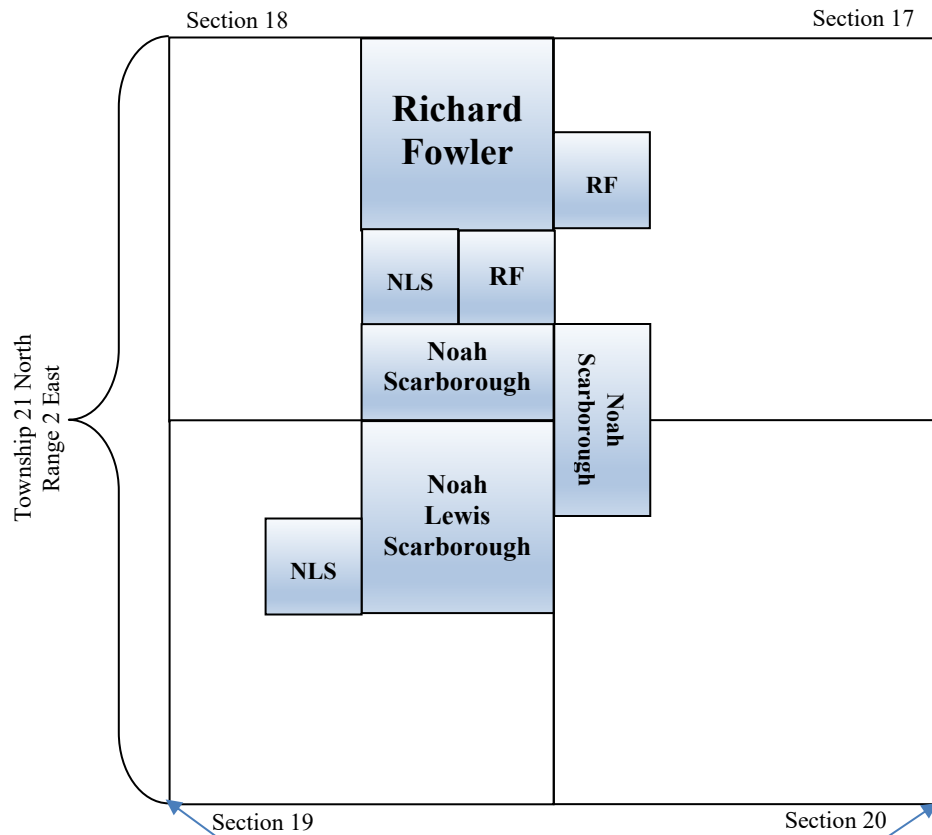 Section 18
Section 17
Richard
Fowler
RF
NLS
RF
Township 21 North
Range 2 East
Noah
Scarborough
Noah
Scarborough
Noah
Lewis
Scarborough
NLS
Section 19
Section 20